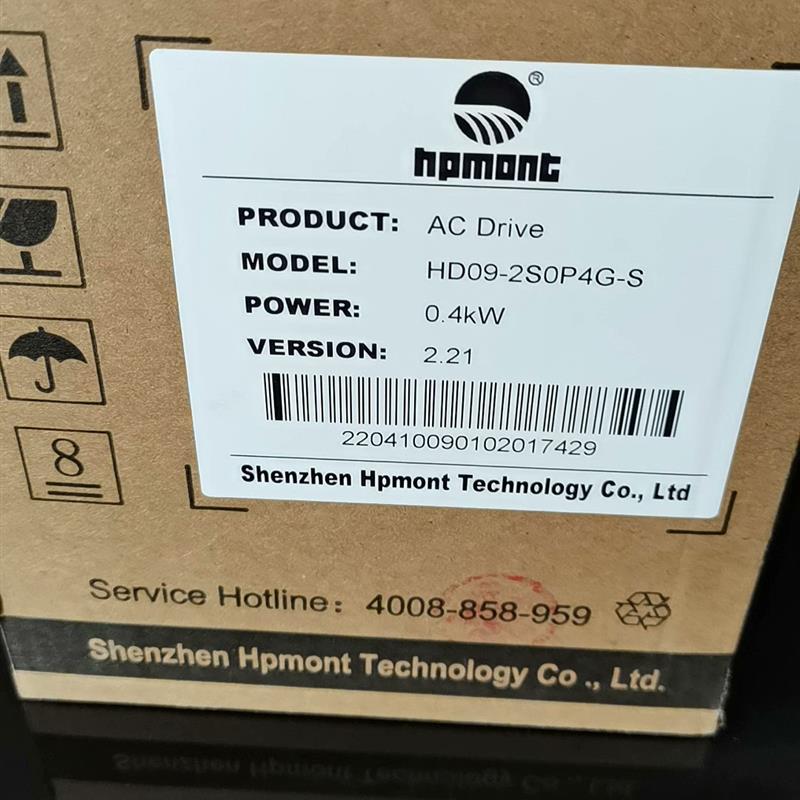 ®
hpmont
PRODUCT: AC Drive
MODEL: HD09-2S0P4G-S
POWER: 0.4kW
VERSION: 2.21
220410090102017429
Shenzhen Hpmont Technology Co., Ltd
8
Service Hotline: 4008-858-959
Shenzhen Hpmont Technology Co ., Ltd.